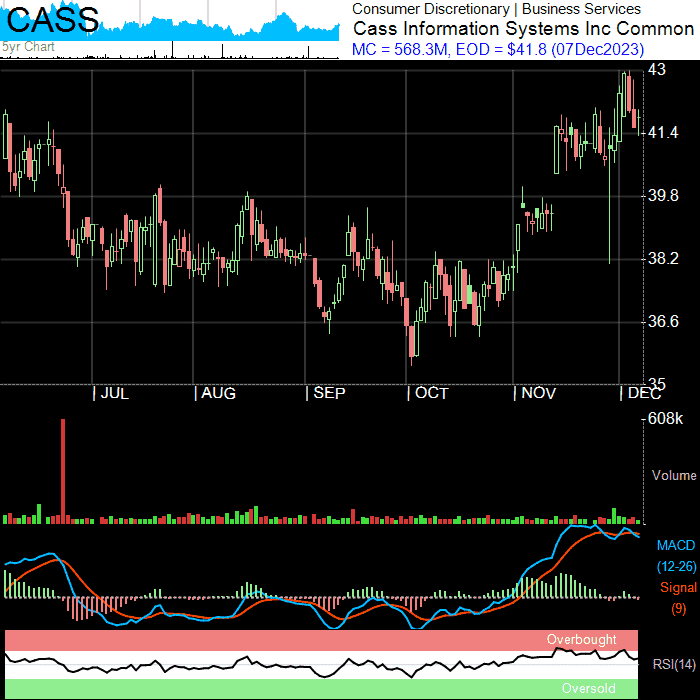 CASS
5yr Chart
Consumer Discretionary | Business Services
Cass Information Systems Inc Common
MC = 568.3M, EOD = $41.8 (07Dec2023)
43
41.4
39.8
38.2
36.6
35
| JUL | AUG | SEP | OCT | NOV | DEC
608k
Volume
MACD
(12-26)
Signal
(9)
Overbought
RSI(14)
Oversold